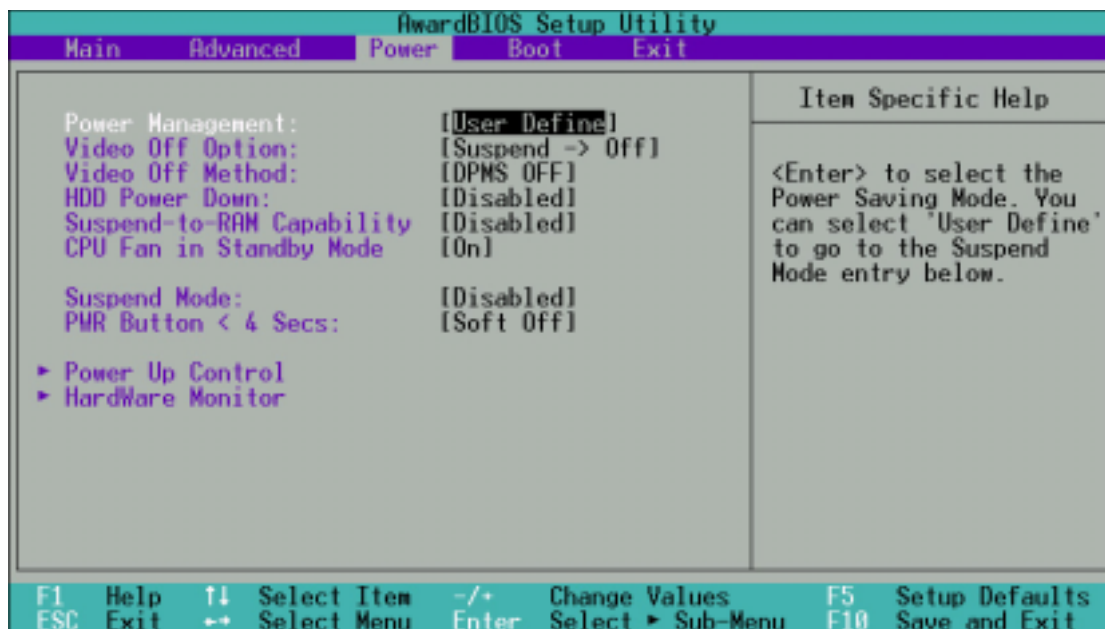 AwardBIOS Setup Utility
Main Advanced Power Boot Exit
Power Management: [User Define]
Video Off Option: [Suspend -> Off]
Video Off Method: [DPMS OFF]
HDD Power Down: [Disabled]
Suspend-to-RAM Capability [Disabled]
CPU Fan in Standby Mode [On]
Suspend Mode: [Disabled]
PWR Button < 4 Secs: [Soft Off]
► Power Up Control
► HardWare Monitor
Item Specific Help
<Enter> to select the
Power Saving Mode. You
can select 'User Define'
to go to the Suspend
Mode entry below.
F1 Help ↑↓ Select Item -/+ Change Values F5 Setup Defaults
ESC Exit ←→ Select Menu Enter Select ► Sub-Menu F10 Save and Exit